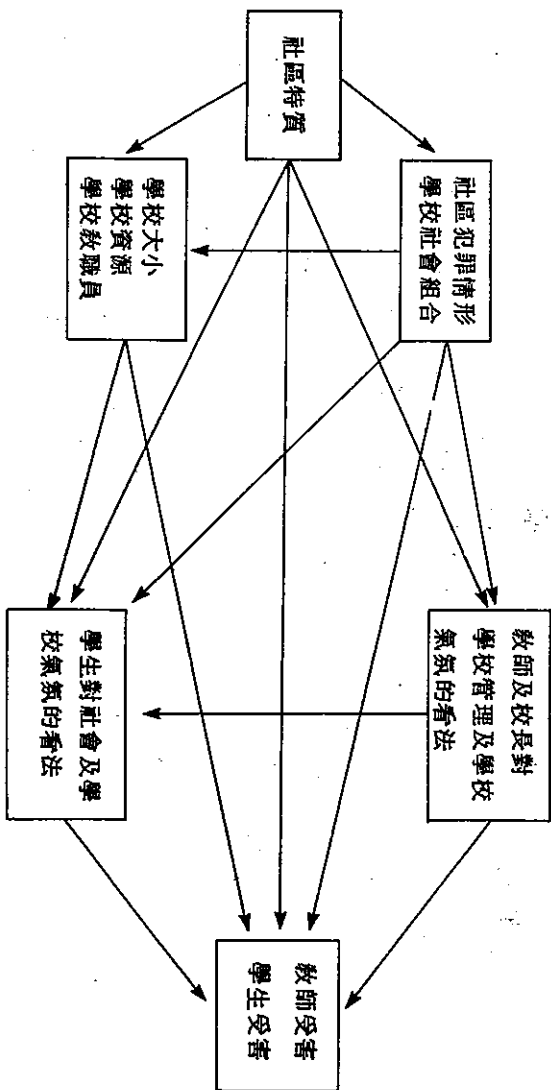 社區特質
社區犯罪情形
學校社會組合
學校大小
學校資源
學校教職員
教師及校長對
學校管理及學校
氣氛的看法
學生對社會及學
校氣氛的看法
教師受害
學生受害